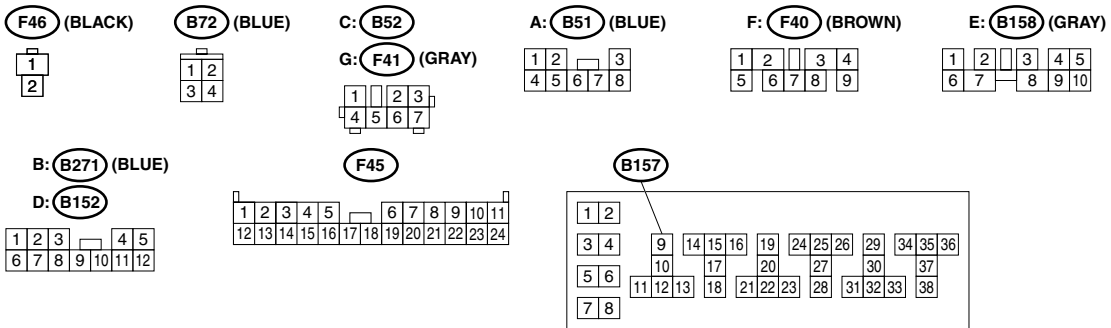 F46 (BLACK)
1
2
B72 (BLUE)
1 2
3 4
C: B52
G: F41 (GRAY)
1 2 3
4 5 6 7
A: B51 (BLUE)
1 2 3
4 5 6 7 8
F: F40 (BROWN)
1 2 3 4
5 6 7 8 9
E: B158 (GRAY)
1 2 3 4 5
6 7 8 9 10
B: B271 (BLUE)
D: B152
1 2 3 4 5
6 7 8 9 10 11 12
F45
1 2 3 4 5 6 7 8 9 10 11
12 13 14 15 16 17 18 19 20 21 22 23 24
B157
1 2
3 4 9 14 15 16 19 24 25 26 29 34 35 36
10 17 20 27 30 37
5 6 11 12 13 18 21 22 23 28 31 32 33 38
7 8